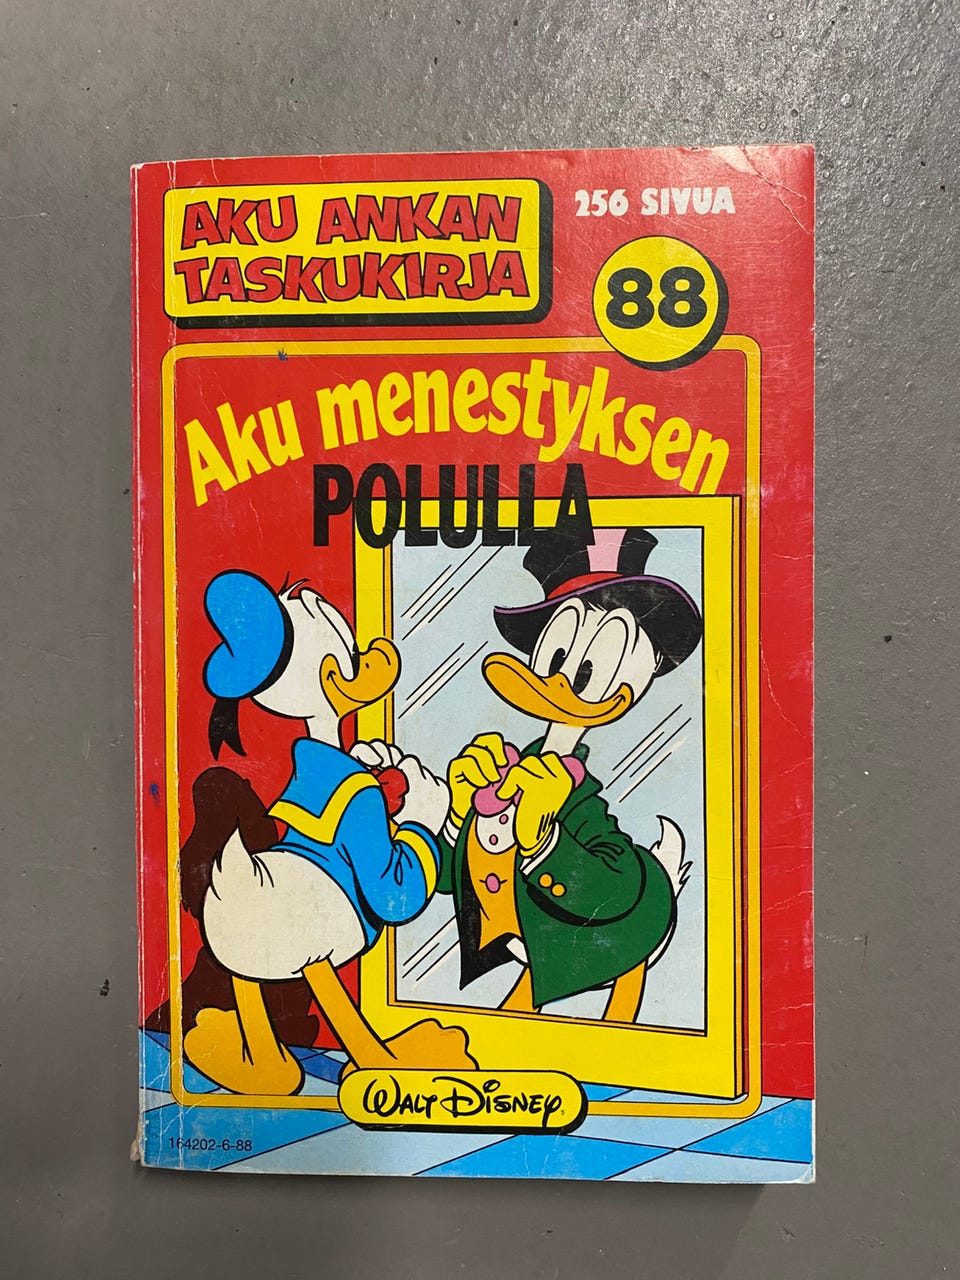 AKU ANKAN
TASKUKIRJA
256 SIVUA
88
Aku menestyksen
POLULLA
WALT DISNEY
164202-6-88